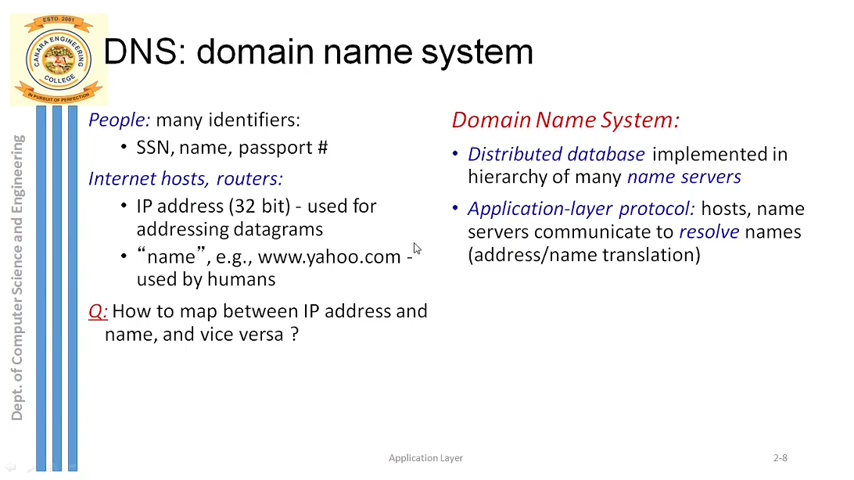 ESTD. 2001
CANARA ENGINEERING
COLLEGE
IN PURSUIT OF PERFECTION
DNS: domain name system
Dept. of Computer Science and Engineering
People: many identifiers:
• SSN, name, passport #
Internet hosts, routers:
• IP address (32 bit) - used for
addressing datagrams
• “name”, e.g., www.yahoo.com -
used by humans
Q: How to map between IP address and
name, and vice versa ?
Domain Name System:
• Distributed database implemented in
hierarchy of many name servers
• Application-layer protocol: hosts, name
servers communicate to resolve names
(address/name translation)
Application Layer
2-8